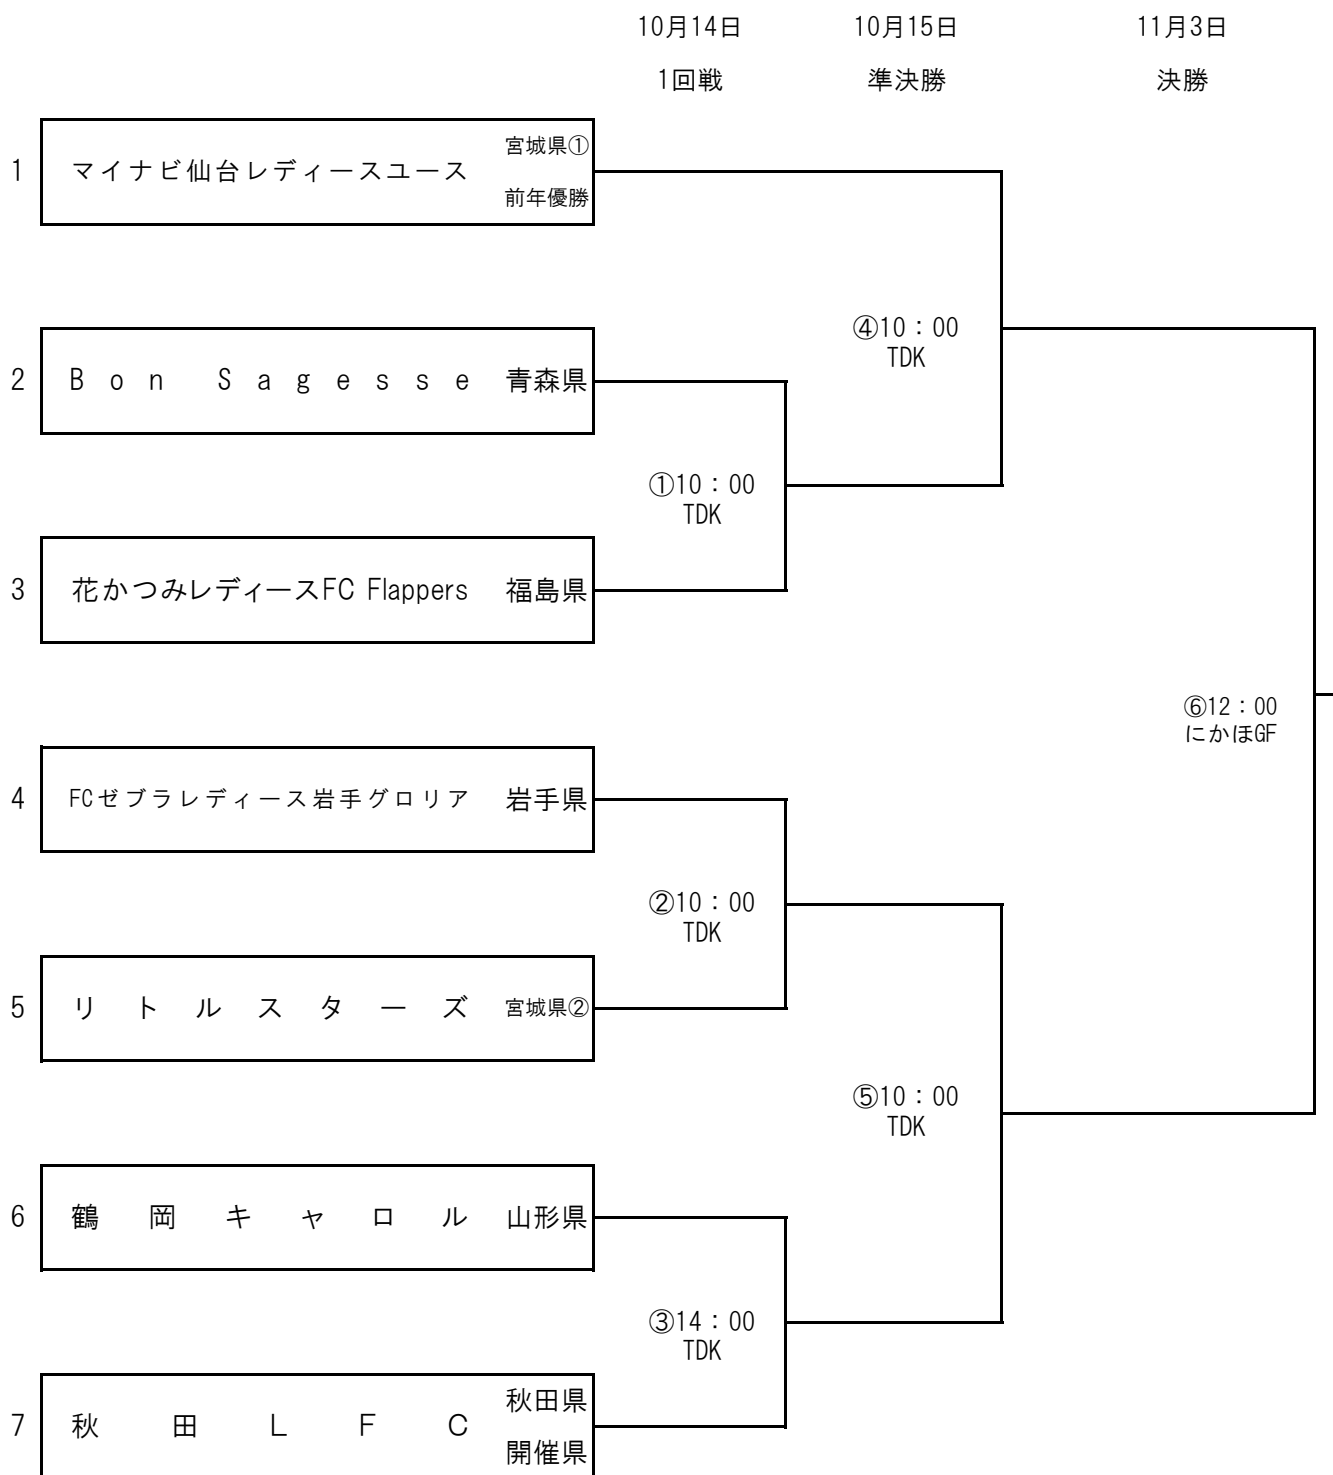 10月14日 10月15日 11月3日
1回戦 準決勝 決勝
宮城県①
1 マイナビ仙台レディースユース
前年優勝
④10：00
TDK
2 Bon Sagesse 青森県
①10：00
TDK
3 花かつみレディースFC Flappers 福島県
⑥12：00
にかほGF
4 FCゼブラレディース岩手グロリア 岩手県
②10：00
TDK
5 リトルスターズ 宮城県②
⑤10：00
TDK
6 鶴岡キャロル 山形県
③14：00
TDK
秋田県
7 秋田LFC
開催県